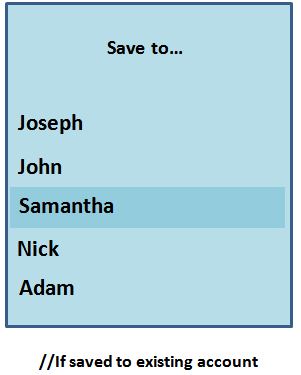 Save to...
Joseph
John
Samantha
Nick
Adam
//If saved to existing account